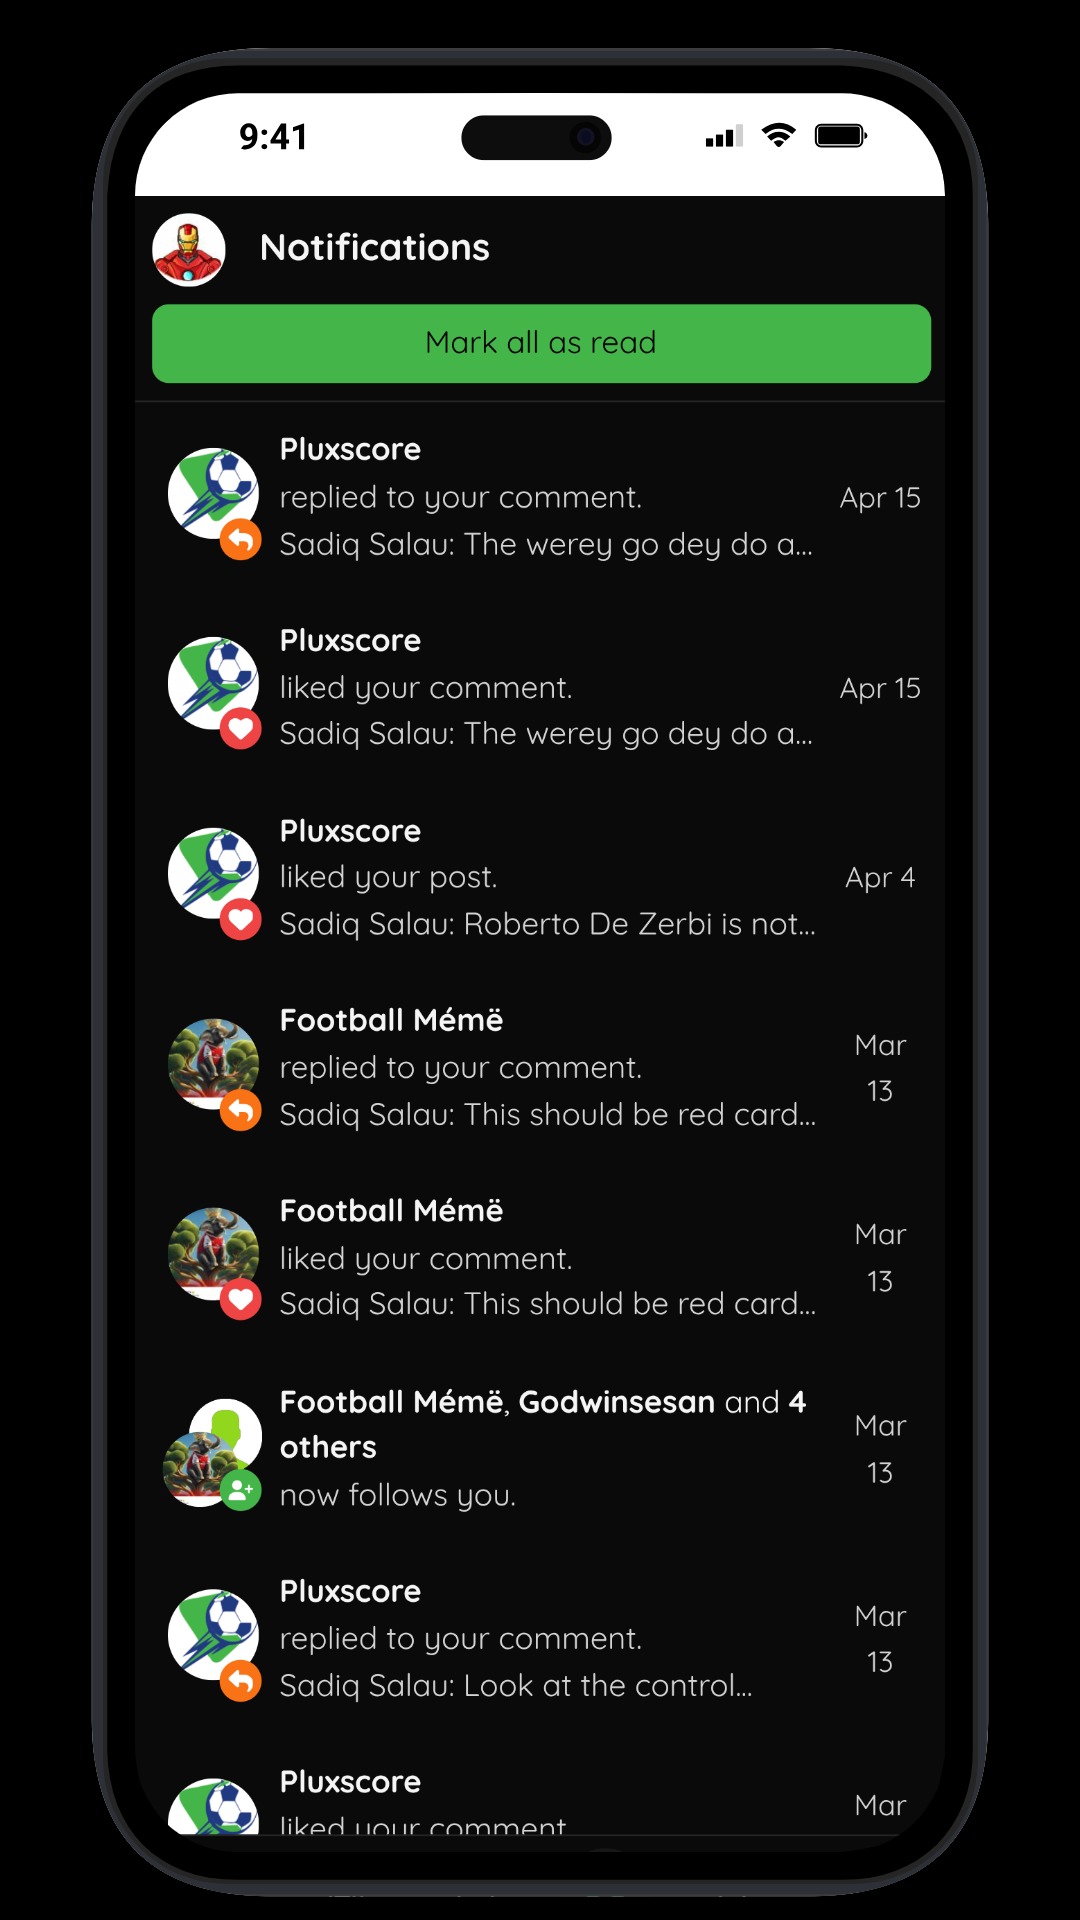 9:41
Notifications
Mark all as read
Pluxscore
replied to your comment.
Apr 15
Sadiq Salau: The werey go dey do a...
Pluxscore
liked your comment.
Apr 15
Sadiq Salau: The werey go dey do a...
Pluxscore
liked your post.
Apr 4
Sadiq Salau: Roberto De Zerbi is not...
Football Mémë
replied to your comment.
Mar
13
Sadiq Salau: This should be red card...
Football Mémë
liked your comment.
Mar
13
Sadiq Salau: This should be red card...
Football Mémë, Godwinsesan and 4
others
now follows you.
Mar
13
Pluxscore
replied to your comment.
Mar
13
Sadiq Salau: Look at the control...
Pluxscore
liked your comment
Mar